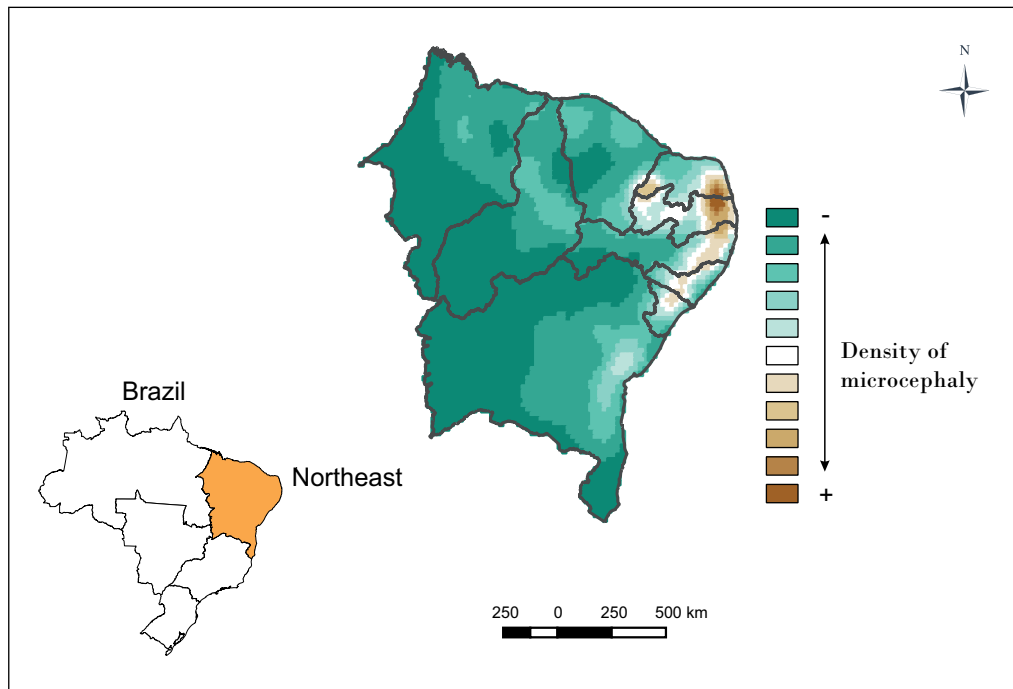 N
-
Density of
microcephaly
+
Brazil
Northeast
250 0 250 500 km